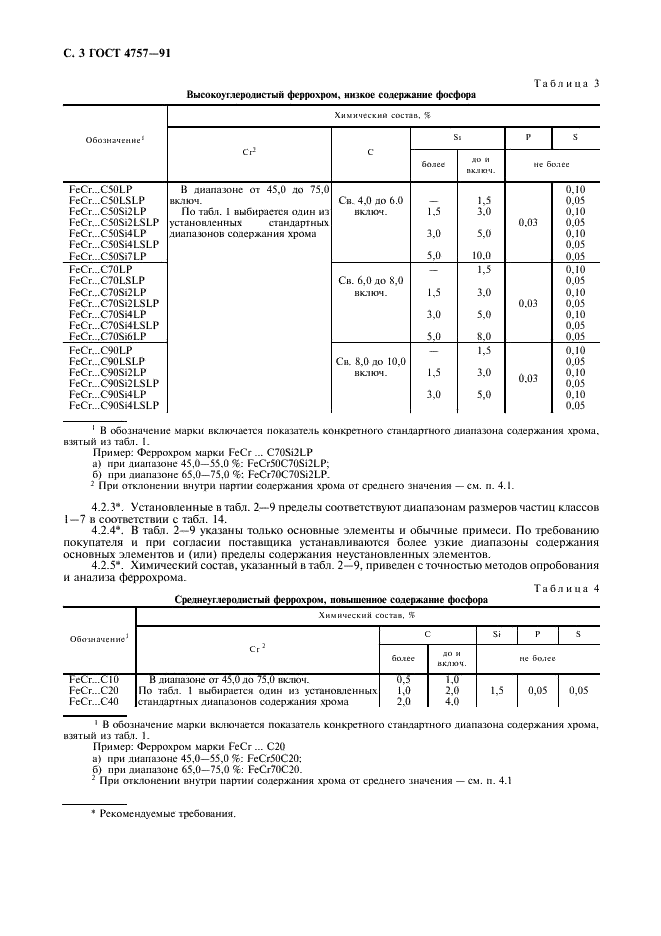 С. 3 ГОСТ 4757—91
Таблица 3
Высокоуглеродистый феррохром, низкое содержание фосфора
Обозначение¹
Химический состав, %
Cr²
C
Si
P
S
более
до и включ.
не более
FeCr...C50LP В диапазоне от 45,0 до 75,0 0,10
FeCr...C50LSLP включ. Св. 4,0 до 6.0 — 1,5 0,05
FeCr...C50Si2LP По табл. 1 выбирается один из включ. 1,5 3,0 0,10
FeCr...C50Si2LSLP установленных стандартных 0,03 0,05
FeCr...C50Si4LP диапазонов содержания хрома 3,0 5,0 0,10
FeCr...C50Si4LSLP 0,05
FeCr...C50Si7LP 5,0 10,0 0,05
FeCr...C70LP — 1,5 0,10
FeCr...C70LSLP Св. 6,0 до 8,0 0,05
FeCr...C70Si2LP включ. 1,5 3,0 0,10
FeCr...C70Si2LSLP 0,03 0,05
FeCr...C70Si4LP 3,0 5,0 0,10
FeCr...C70Si4LSLP 0,05
FeCr...C70Si6LP 5,0 8,0 0,05
FeCr...C90LP — 1,5 0,10
FeCr...C90LSLP Св. 8,0 до 10,0 0,05
FeCr...C90Si2LP включ. 1,5 3,0 0,10
FeCr...C90Si2LSLP 0,03 0,05
FeCr...C90Si4LP 3,0 5,0 0,10
FeCr...C90Si4LSLP 0,05
¹ В обозначение марки включается показатель конкретного стандартного диапазона содержания хрома,
взятый из табл. 1.
Пример: Феррохром марки FeCr ... C70Si2LP
а) при диапазоне 45,0—55,0 %: FeCr50C70Si2LP;
б) при диапазоне 65,0—75,0 %: FeCr70C70Si2LP.
² При отклонении внутри партии содержания хрома от среднего значения — см. п. 4.1.
4.2.3*. Установленные в табл. 2—9 пределы соответствуют диапазонам размеров частиц классов
1—7 в соответствии с табл. 14.
4.2.4*. В табл. 2—9 указаны только основные элементы и обычные примеси. По требованию
покупателя и при согласии поставщика устанавливаются более узкие диапазоны содержания
основных элементов и (или) пределы содержания неустановленных элементов.
4.2.5*. Химический состав, указанный в табл. 2—9, приведен с точностью методов опробования
и анализа феррохрома.
Таблица 4
Среднеуглеродистый феррохром, повышенное содержание фосфора
Обозначение¹
Химический состав, %
Cr ²
C
Si
P
S
более
до и включ.
не более
FeCr...C10 В диапазоне от 45,0 до 75,0 включ. 0,5 1,0
FeCr...C20 По табл. 1 выбирается один из установленных 1,0 2,0 1,5 0,05 0,05
FeCr...C40 стандартных диапазонов содержания хрома 2,0 4,0
¹ В обозначение марки включается показатель конкретного стандартного диапазона содержания хрома,
взятый из табл. 1.
Пример: Феррохром марки FeCr ... C20
а) при диапазоне 45,0—55,0 %: FeCr50C20;
б) при диапазоне 65,0—75,0 %: FeCr70C20.
² При отклонении внутри партии содержания хрома от среднего значения — см. п. 4.1
* Рекомендуемые требования.